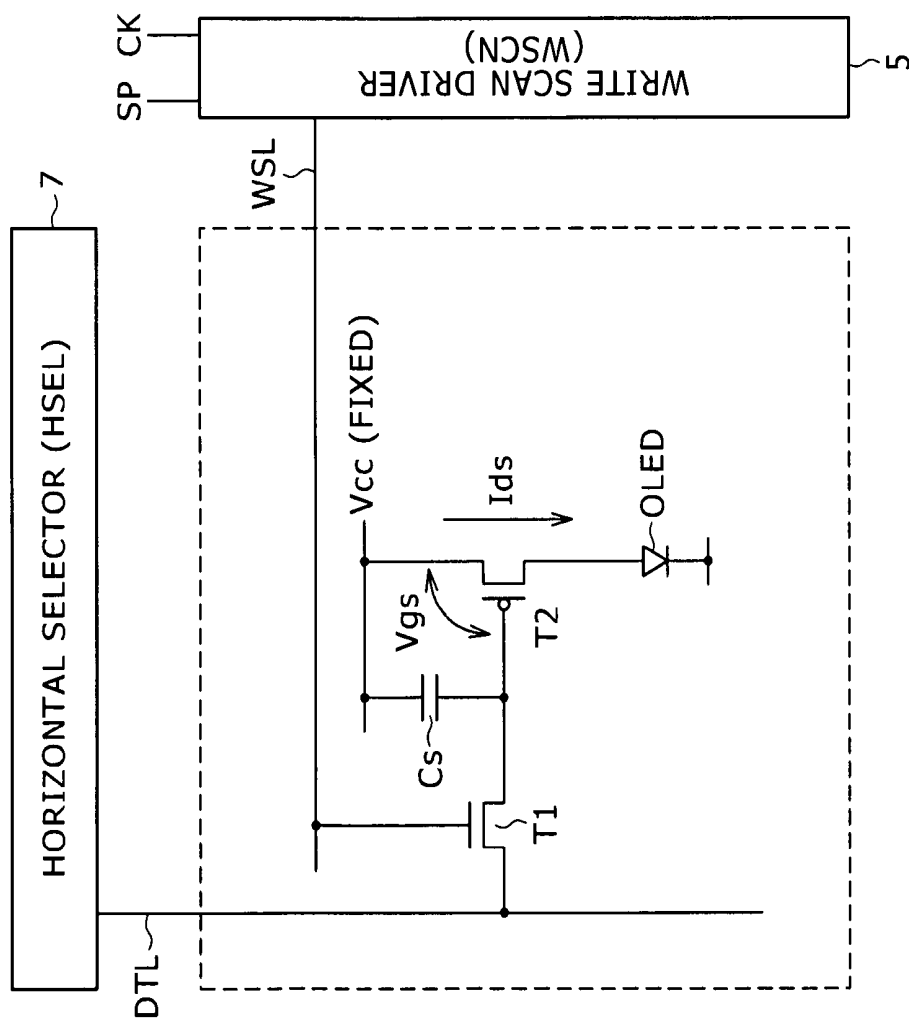 HORIZONTAL SELECTOR (HSEL)
7
DTL
WSL
SP
CK
WRITE SCAN DRIVER
(WSCN)
5
Vcc (FIXED)
Vgs
Ids
Cs
T1
T2
OLED